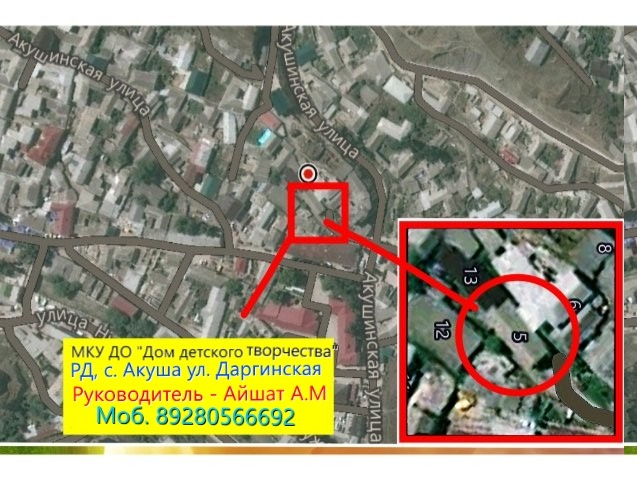 Акушинская улица
Акушинская улица
8
13
6
12
5
Акушинская улица
улица
МКУ ДО "Дом детского творчества"
РД, с. Акуша ул. Даргинская
Руководитель - Айшат А.М
Моб. 89280566692